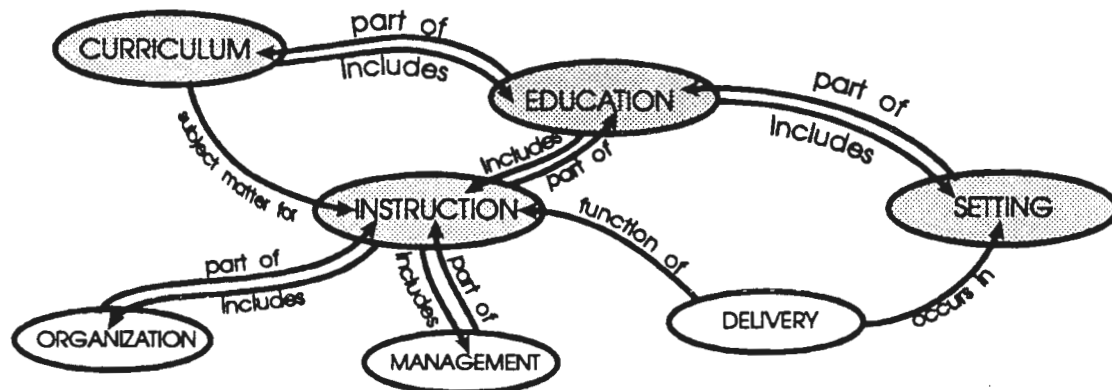 CURRICULUM
part of
Includes
EDUCATION
part of
Includes
subject matter for
Includes
part of
INSTRUCTION
function of
SETTING
part of
Includes
Includes
part of
occurs in
ORGANIZATION
MANAGEMENT
DELIVERY